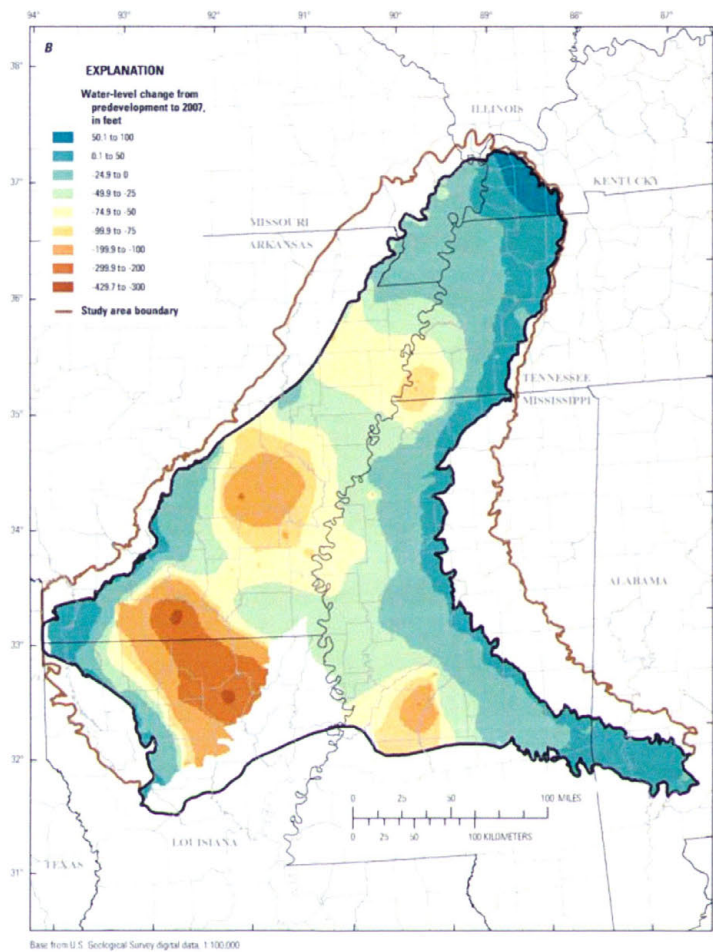 94° 93° 92° 91° 90° 89° 88° 87°
B
38°
EXPLANATION
Water-level change from
predevelopment to 2007,
in feet
50.1 to 100
0.1 to 50
-24.9 to 0
-49.9 to -25
-74.9 to -50
-99.9 to -75
-199.9 to -100
-299.9 to -200
-429.7 to -300
Study area boundary
ILLINOIS
37°
KENTUCKY
MISSOURI
ARKANSAS
36°
TENNESSEE
MISSISSIPPI
35°
34°
ALABAMA
33°
32°
0 25 50 100 MILES
0 25 50 100 KILOMETERS
LOUISIANA
TEXAS
31°
Base from U.S. Geological Survey digital data, 1:100,000